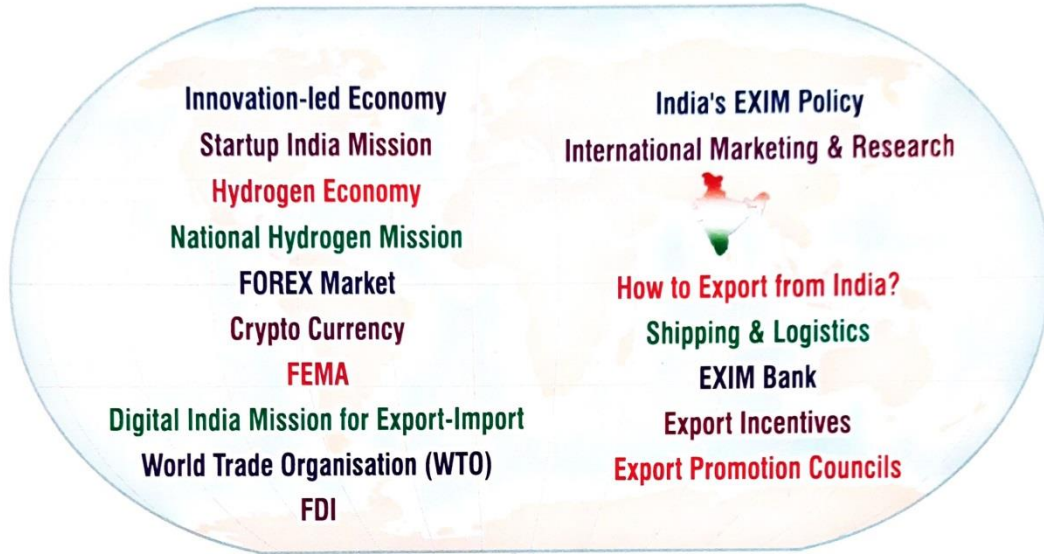 Innovation-led Economy
Startup India Mission
Hydrogen Economy
National Hydrogen Mission
FOREX Market
Crypto Currency
FEMA
Digital India Mission for Export-Import
World Trade Organisation (WTO)
FDI
India's EXIM Policy
International Marketing & Research
How to Export from India?
Shipping & Logistics
EXIM Bank
Export Incentives
Export Promotion Councils